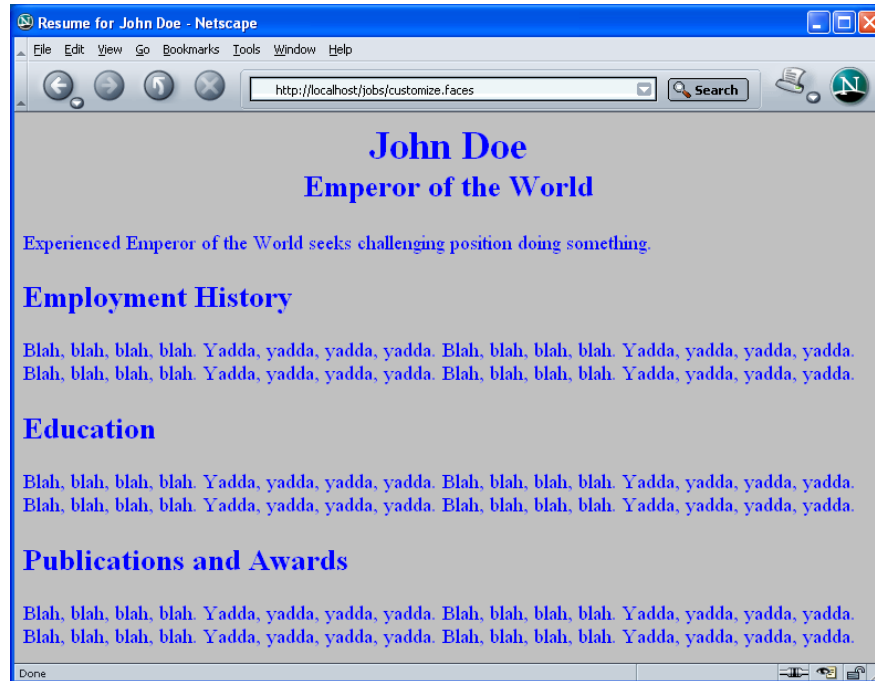 Resume for John Doe - Netscape
File Edit View Go Bookmarks Tools Window Help
http://localhost/jobs/customize.faces Search N
John Doe
Emperor of the World
Experienced Emperor of the World seeks challenging position doing something.
Employment History
Blah, blah, blah, blah. Yadda, yadda, yadda, yadda. Blah, blah, blah, blah. Yadda, yadda, yadda, yadda.
Blah, blah, blah, blah. Yadda, yadda, yadda, yadda. Blah, blah, blah, blah. Yadda, yadda, yadda, yadda.
Education
Blah, blah, blah, blah. Yadda, yadda, yadda, yadda. Blah, blah, blah, blah. Yadda, yadda, yadda, yadda.
Blah, blah, blah, blah. Yadda, yadda, yadda, yadda. Blah, blah, blah, blah. Yadda, yadda, yadda, yadda.
Publications and Awards
Blah, blah, blah, blah. Yadda, yadda, yadda, yadda. Blah, blah, blah, blah. Yadda, yadda, yadda, yadda.
Blah, blah, blah, blah. Yadda, yadda, yadda, yadda. Blah, blah, blah, blah. Yadda, yadda, yadda, yadda.
Done